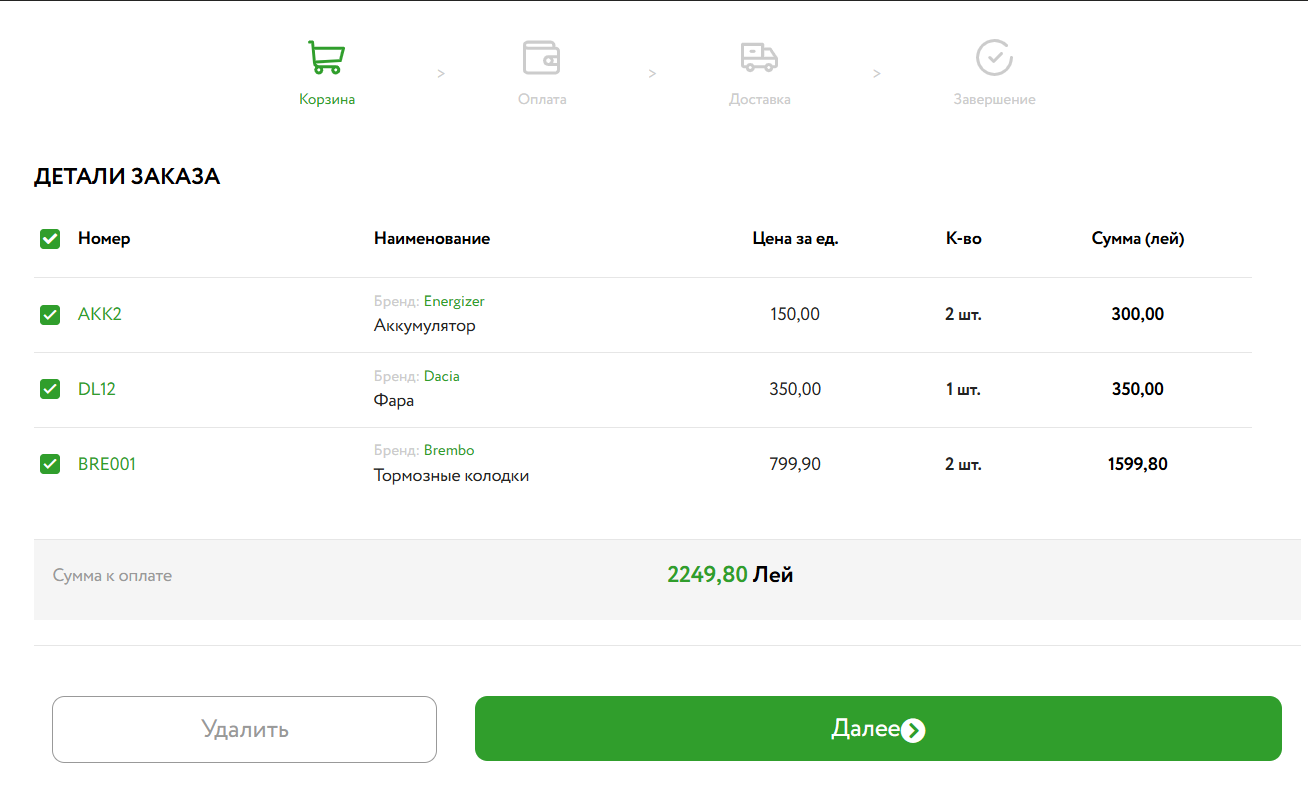 Корзина > Оплата > Доставка > Завершение
ДЕТАЛИ ЗАКАЗА
Номер Наименование Цена за ед. К-во Сумма (лей)
AKK2 Бренд: Energizer 150,00 2 шт. 300,00
Аккумулятор
DL12 Бренд: Dacia 350,00 1 шт. 350,00
Фара
BRE001 Бренд: Brembo 799,90 2 шт. 1599,80
Тормозные колодки
Сумма к оплате 2249,80 Лей
Удалить Далее